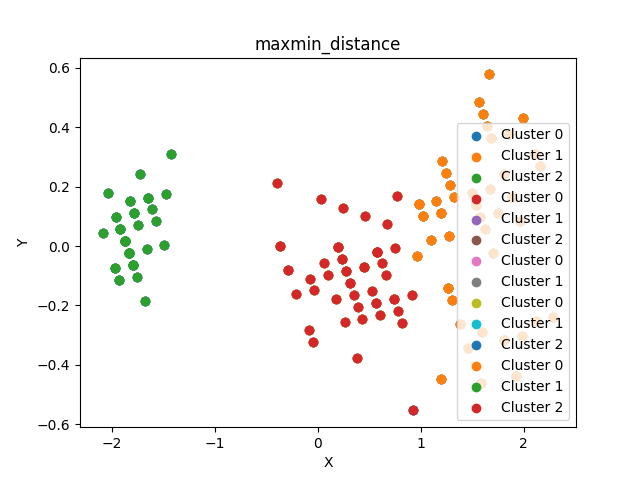 maxmin_distance
0.6
0.4
0.2
0.0
−0.2
−0.4
−0.6
Y
−2
−1
0
1
2
X
Cluster 0
Cluster 1
Cluster 2
Cluster 0
Cluster 1
Cluster 2
Cluster 0
Cluster 1
Cluster 0
Cluster 1
Cluster 2
Cluster 0
Cluster 1
Cluster 2